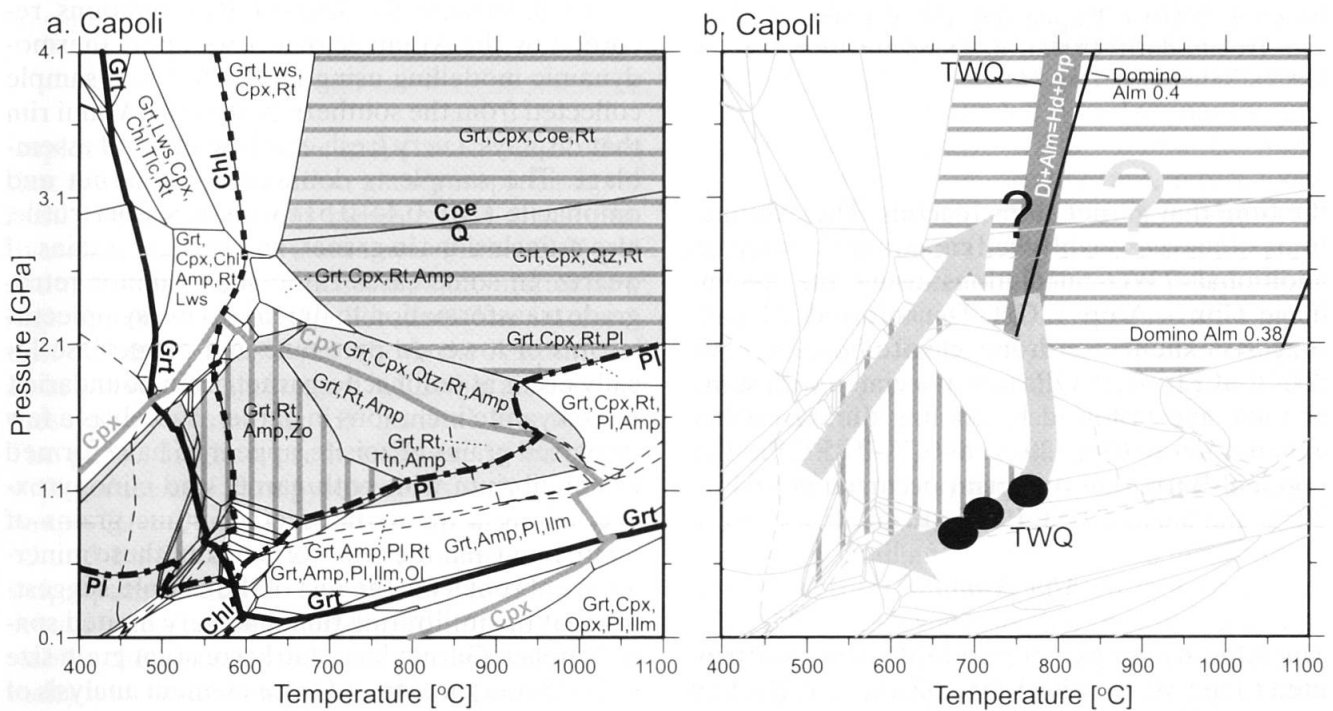 a. Capoli
4.1
3.1
2.1
1.1
0.1
Pressure [GPa]
400
500
600
700
800
900
1000
1100
Temperature [°C]
Grt
Grt,Lws,Cpx,
Chl,Tlc,Rt
Grt,Lws,
Cpx,Rt
Chl
Grt,Cpx,Coe,Rt
Coe
Q
Grt,
Cpx,Chl
Amp,Rt
Lws
Grt,Cpx,Qtz,Rt
Grt,Cpx,Rt,Amp
Grt
Cpx
Cpx
Grt,Cpx,Rt,Pl
Pl
Grt,Cpx,Qtz,Rt,Amp
Grt,Rt,Amp
Grt,Rt,
Amp,Zo
Grt,Cpx,Rt,
Pl,Amp
Grt,Rt,
Ttn,Amp
Pl
Pl
Grt,Amp,Pl,Rt
Grt,Amp,Pl,Ilm
Grt
Grt,Amp,Pl,Ilm,Ol
Grt
Chl
Cpx
Grt,Cpx,
Opx,Pl,Ilm
b. Capoli
TWQ
Domino
Alm 0.4
Di+Alm=Hd+Prp
?
?
Domino Alm 0.38
TWQ
400
500
600
700
800
900
1000
1100
Temperature [°C]